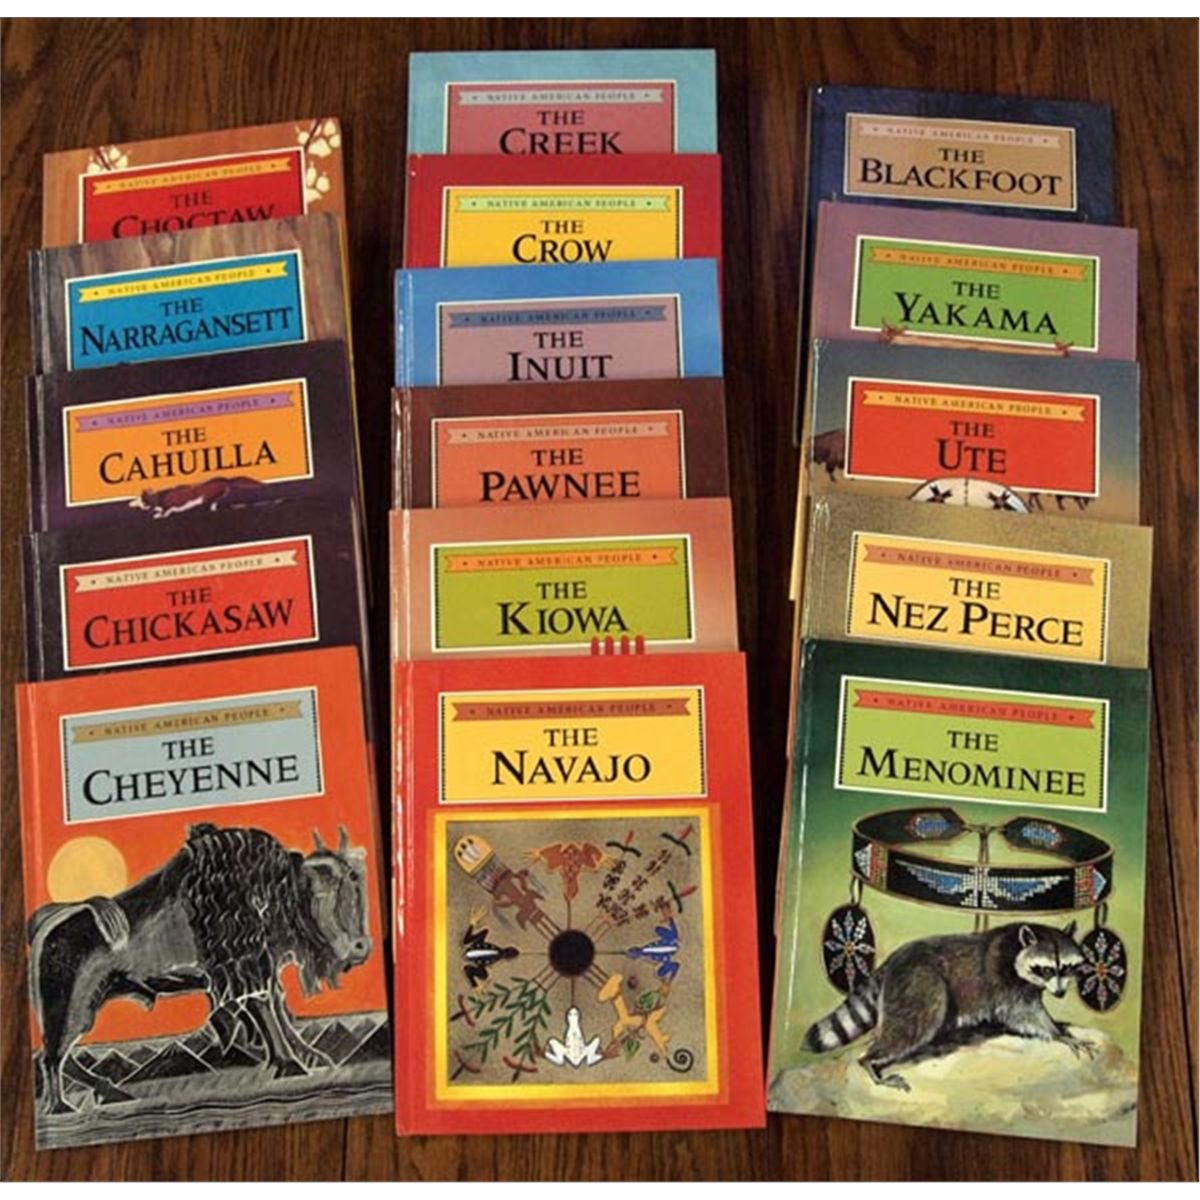 NATIVE AMERICAN PEOPLE
THE
CHOCTAW
NATIVE AMERICAN PEOPLE
THE
NARRAGANSETT
NATIVE AMERICAN PEOPLE
THE
CAHUILLA
NATIVE AMERICAN PEOPLE
THE
CHICKASAW
NATIVE AMERICAN PEOPLE
THE
CHEYENNE
NATIVE AMERICAN PEOPLE
THE
CREEK
NATIVE AMERICAN PEOPLE
THE
CROW
NATIVE AMERICAN PEOPLE
THE
INUIT
NATIVE AMERICAN PEOPLE
THE
PAWNEE
NATIVE AMERICAN PEOPLE
THE
KIOWA
NATIVE AMERICAN PEOPLE
THE
NAVAJO
NATIVE AMERICAN PEOPLE
THE
BLACKFOOT
NATIVE AMERICAN PEOPLE
THE
YAKAMA
NATIVE AMERICAN PEOPLE
THE
UTE
NATIVE AMERICAN PEOPLE
THE
NEZ PERCE
NATIVE AMERICAN PEOPLE
THE
MENOMINEE